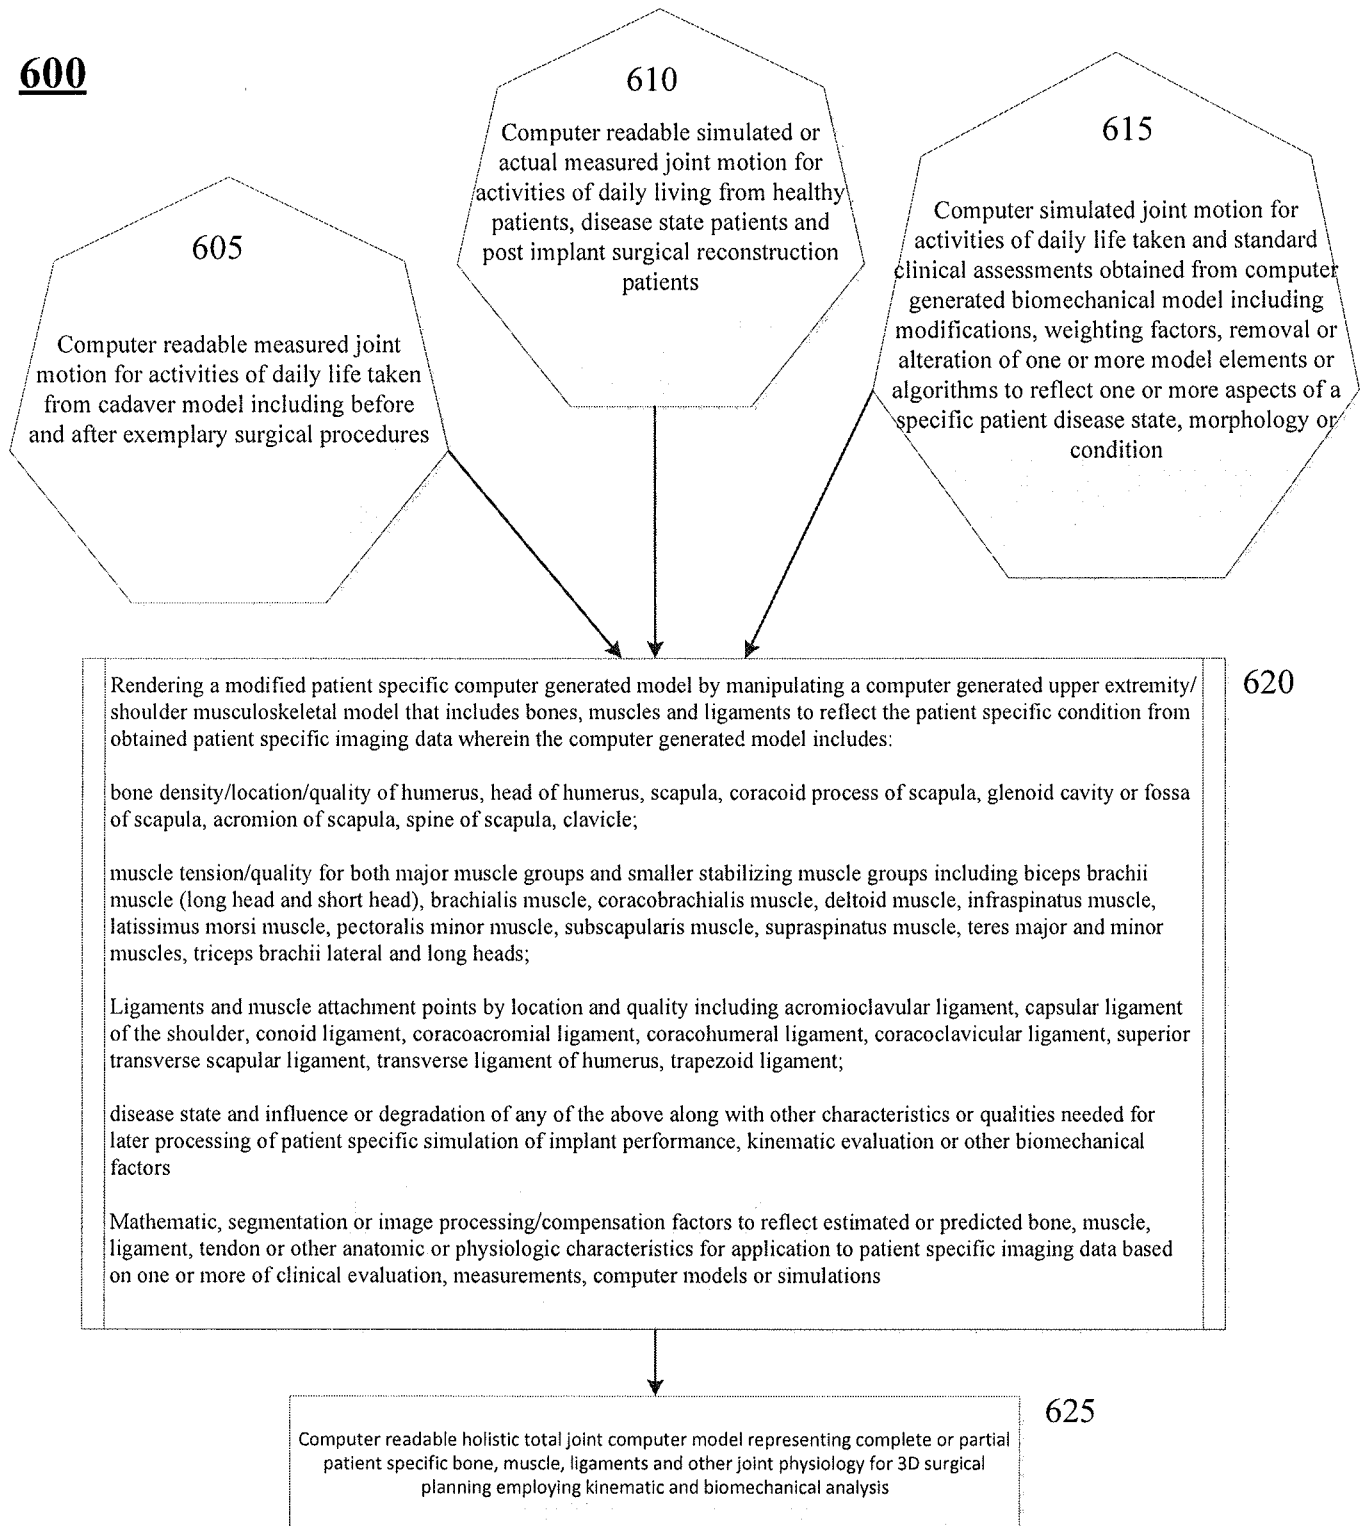 600
610
Computer readable simulated or
actual measured joint motion for
activities of daily living from healthy
patients, disease state patients and
post implant surgical reconstruction
patients
615
Computer simulated joint motion for
activities of daily life taken and standard
clinical assessments obtained from computer
generated biomechanical model including
modifications, weighting factors, removal or
alteration of one or more model elements or
algorithms to reflect one or more aspects of a
specific patient disease state, morphology or
condition
605
Computer readable measured joint
motion for activities of daily life taken
from cadaver model including before
and after exemplary surgical procedures
620
Rendering a modified patient specific computer generated model by manipulating a computer generated upper extremity/
shoulder musculoskeletal model that includes bones, muscles and ligaments to reflect the patient specific condition from
obtained patient specific imaging data wherein the computer generated model includes:
bone density/location/quality of humerus, head of humerus, scapula, coracoid process of scapula, glenoid cavity or fossa
of scapula, acromion of scapula, spine of scapula, clavicle;
muscle tension/quality for both major muscle groups and smaller stabilizing muscle groups including biceps brachii
muscle (long head and short head), brachialis muscle, coracobrachialis muscle, deltoid muscle, infraspinatus muscle,
latissimus morsi muscle, pectoralis minor muscle, subscapularis muscle, supraspinatus muscle, teres major and minor
muscles, triceps brachii lateral and long heads;
Ligaments and muscle attachment points by location and quality including acromioclavular ligament, capsular ligament
of the shoulder, conoid ligament, coracoacromial ligament, coracohumeral ligament, coracoclavicular ligament, superior
transverse scapular ligament, transverse ligament of humerus, trapezoid ligament;
disease state and influence or degradation of any of the above along with other characteristics or qualities needed for
later processing of patient specific simulation of implant performance, kinematic evaluation or other biomechanical
factors
Mathematic, segmentation or image processing/compensation factors to reflect estimated or predicted bone, muscle,
ligament, tendon or other anatomic or physiologic characteristics for application to patient specific imaging data based
on one or more of clinical evaluation, measurements, computer models or simulations
625
Computer readable holistic total joint computer model representing complete or partial
patient specific bone, muscle, ligaments and other joint physiology for 3D surgical
planning employing kinematic and biomechanical analysis